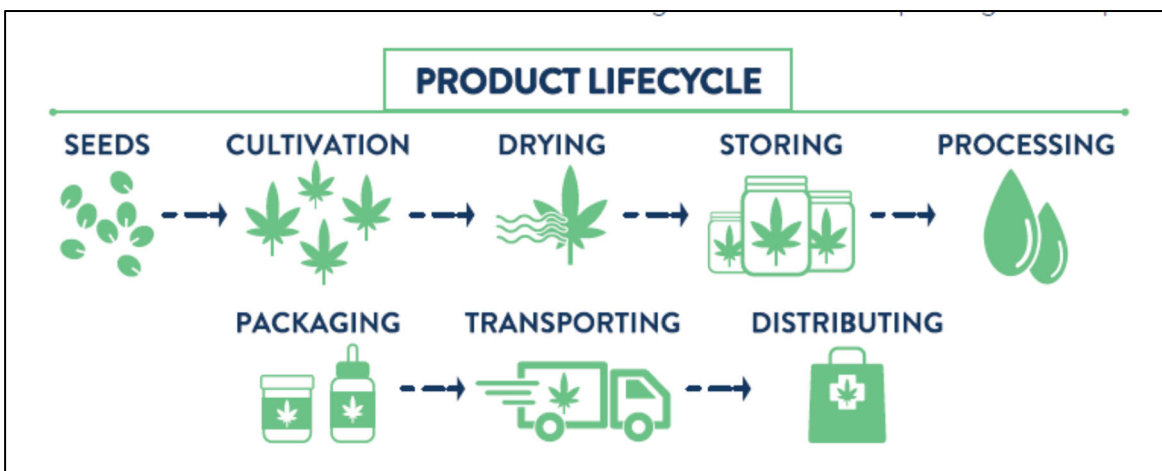 PRODUCT LIFECYCLE
SEEDS CULTIVATION DRYING STORING PROCESSING
PACKAGING TRANSPORTING DISTRIBUTING